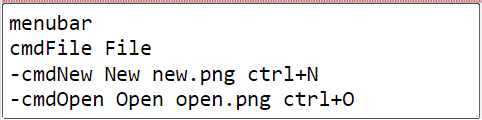 menubar
cmdFile File
-cmdNew New new.png ctrl+N
-cmdOpen Open open.png ctrl+O